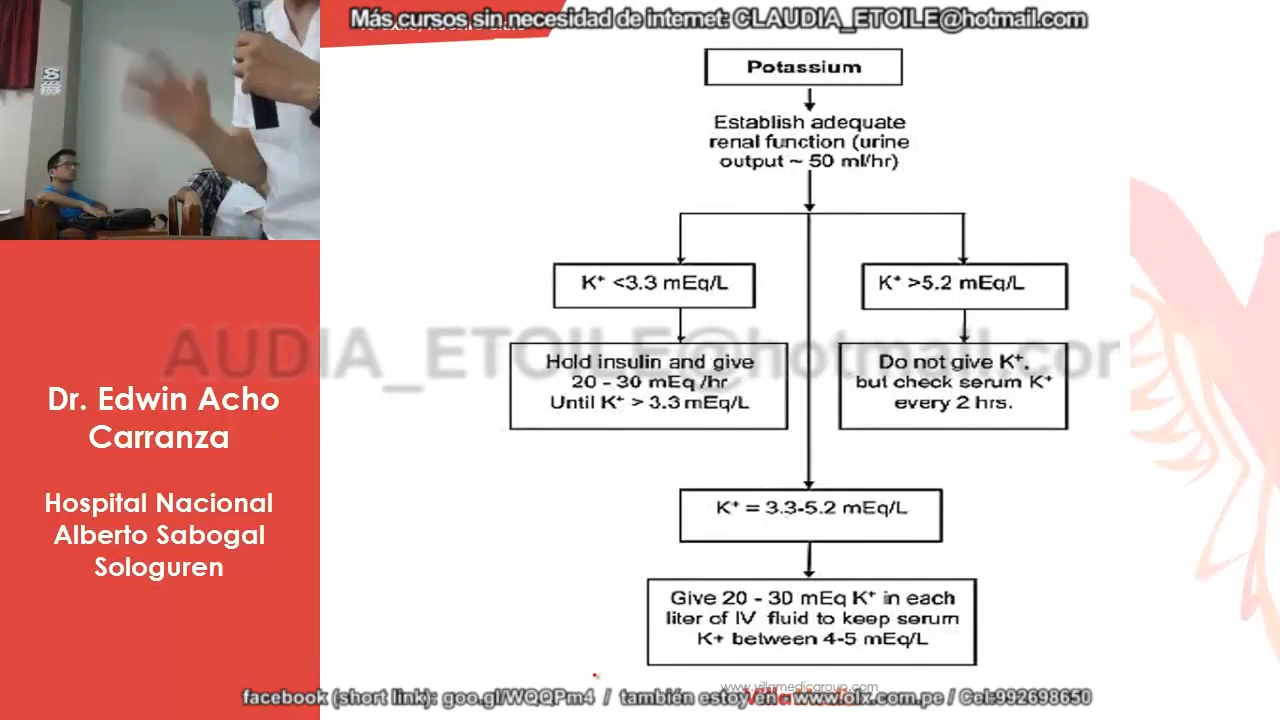 Más cursos sin necesidad de internet: CLAUDIA_ETOILE@hotmail.com
Potassium
Establish adequate
renal function (urine
output ~ 50 ml/hr)
K⁺ <3.3 mEq/L
K⁺ >5.2 mEq/L
Hold insulin and give
20 - 30 mEq /hr
Until K⁺ > 3.3 mEq/L
Do not give K⁺,
but check serum K⁺
every 2 hrs.
AUDIA_ETOILE@hotmail.com
K⁺ = 3.3-5.2 mEq/L
Give 20 - 30 mEq K⁺ in each
liter of IV fluid to keep serum
K+ between 4-5 mEq/L
Dr. Edwin Acho
Carranza
Hospital Nacional
Alberto Sabogal
Sologuren
www.villamedicgroup.com
facebook (short link): goo.gl/WQQPm4 / también estoy en www.olx.com.pe / Cel:992698650